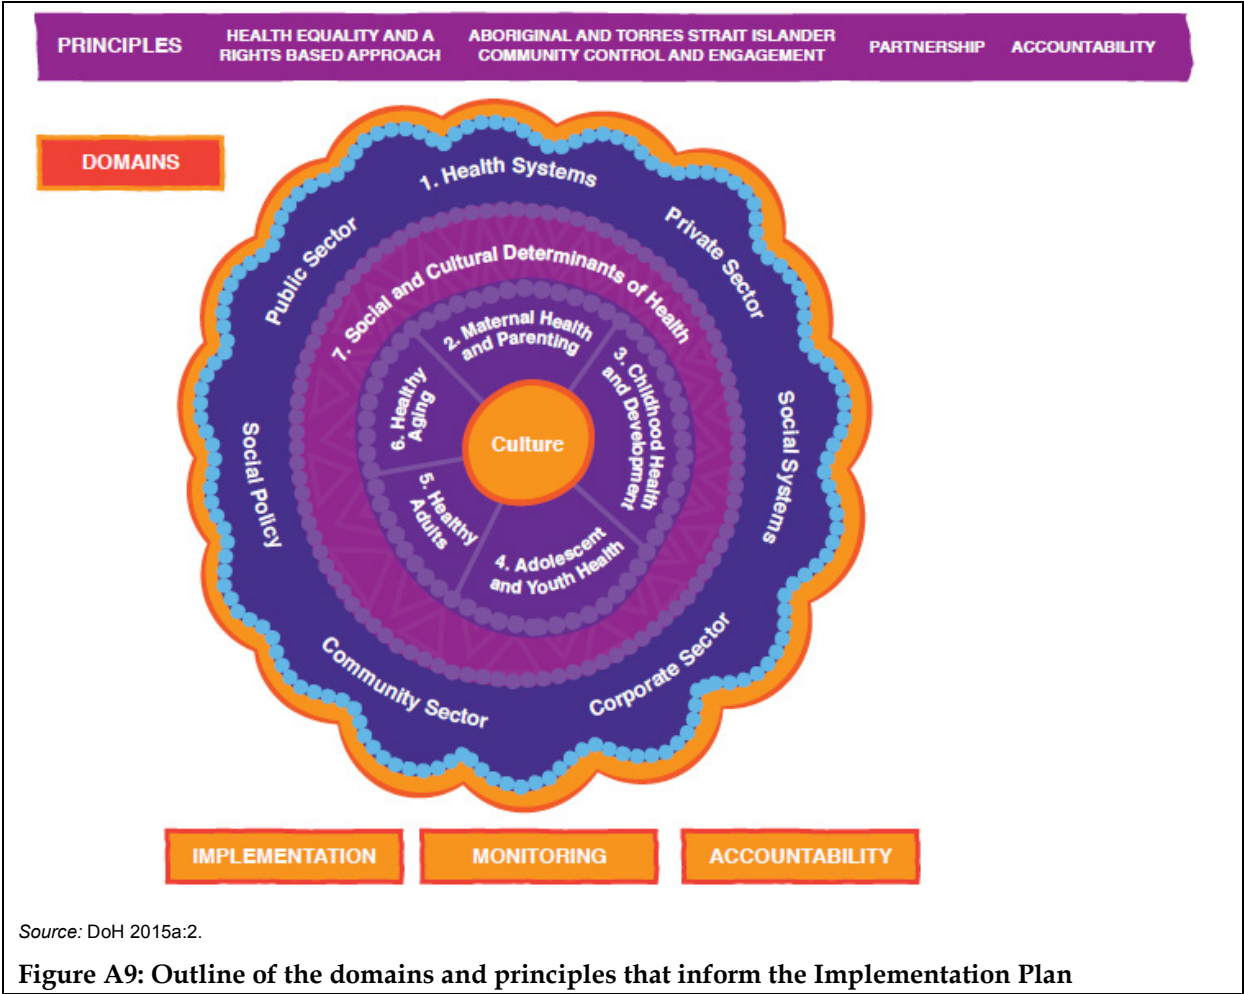 PRINCIPLES
HEALTH EQUALITY AND A
RIGHTS BASED APPROACH
ABORIGINAL AND TORRES STRAIT ISLANDER
COMMUNITY CONTROL AND ENGAGEMENT
PARTNERSHIP
ACCOUNTABILITY
DOMAINS
1. Health Systems
Private Sector
Social Systems
Corporate Sector
Community Sector
Social Policy
Public Sector
7. Social and Cultural Determinants of Health
2. Maternal Health
and Parenting
3. Childhood Health
and Development
4. Adolescent
and Youth Health
5. Healthy
Adults
6. Healthy
Aging
Culture
IMPLEMENTATION
MONITORING
ACCOUNTABILITY
Source: DoH 2015a:2.
Figure A9: Outline of the domains and principles that inform the Implementation Plan